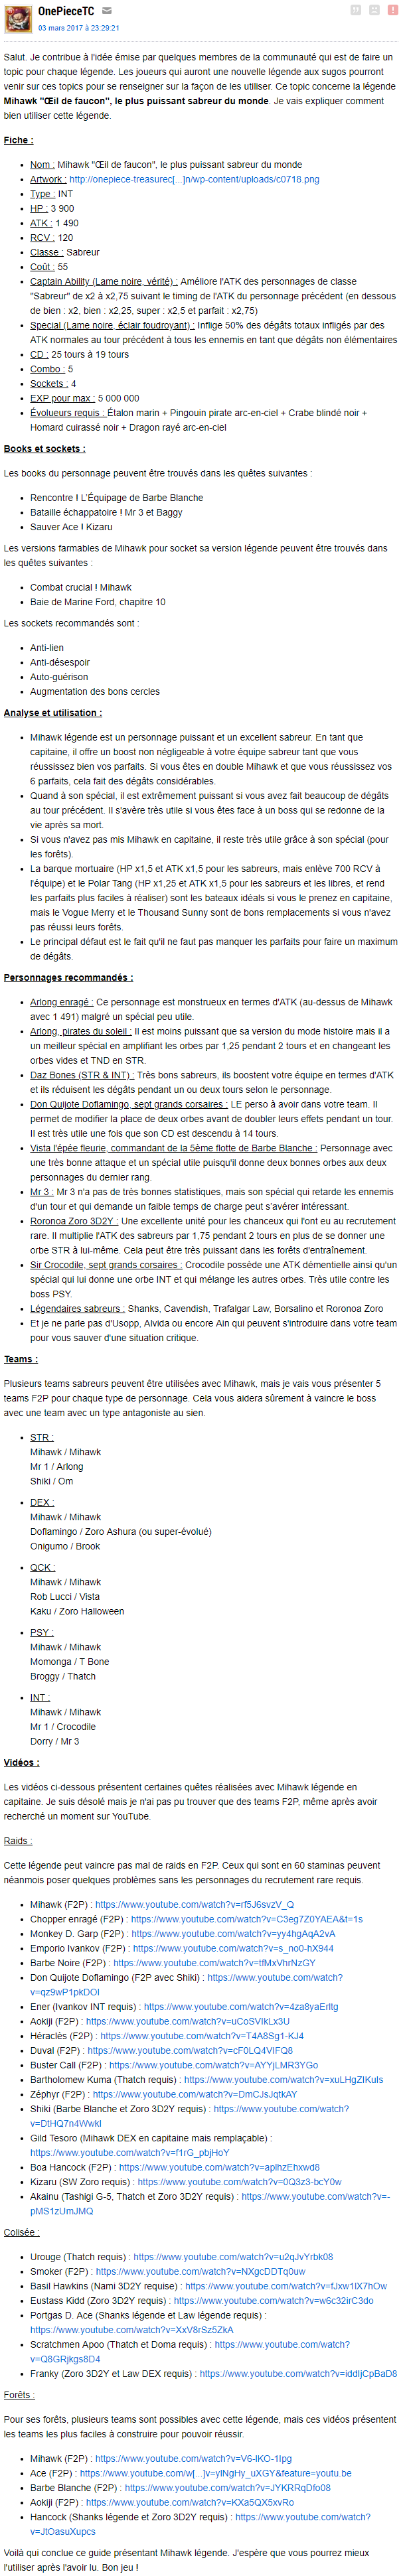 OnePieceTC
03 mars 2017 à 23:29:21
Salut. Je contribue à l'idée émise par quelques membres de la communauté qui est de faire un
topic pour chaque légende. Les joueurs qui auront une nouvelle légende aux sugos pourront
venir sur ces topics pour se renseigner sur la façon de les utiliser. Ce topic concerne la légende
Mihawk "Œil de faucon", le plus puissant sabreur du monde. Je vais expliquer comment
bien utiliser cette légende.
Fiche :
Nom : Mihawk "Œil de faucon", le plus puissant sabreur du monde
Artwork : http://onepiece-treasurec[...]n/wp-content/uploads/c0718.png
Type : INT
HP : 3 900
ATK : 1 490
RCV : 120
Classe : Sabreur
Coût : 55
Captain Ability (Lame noire, vérité) : Améliore l'ATK des personnages de classe
"Sabreur" de x2 à x2,75 suivant le timing de l'ATK du personnage précédent (en dessous
de bien : x2, bien : x2,25, super : x2,5 et parfait : x2,75)
Special (Lame noire, éclair foudroyant) : Inflige 50% des dégâts totaux infligés par des
ATK normales au tour précédent à tous les ennemis en tant que dégâts non élémentaires
CD : 25 tours à 19 tours
Combo : 5
Sockets : 4
EXP pour max : 5 000 000
Évolueurs requis : Étalon marin + Pingouin pirate arc-en-ciel + Crabe blindé noir +
Homard cuirassé noir + Dragon rayé arc-en-ciel
Books et sockets :
Les books du personnage peuvent être trouvés dans les quêtes suivantes :
Rencontre ! L'Équipage de Barbe Blanche
Bataille échappatoire ! Mr 3 et Baggy
Sauver Ace ! Kizaru
Les versions farmables de Mihawk pour socket sa version légende peuvent être trouvés dans
les quêtes suivantes :
Combat crucial ! Mihawk
Baie de Marine Ford, chapitre 10
Les sockets recommandés sont :
Anti-lien
Anti-désespoir
Auto-guérison
Augmentation des bons cercles
Analyse et utilisation :
Mihawk légende est un personnage puissant et un excellent sabreur. En tant que
capitaine, il offre un boost non négligeable à votre équipe sabreur tant que vous
réussissez bien vos parfaits. Si vous êtes en double Mihawk et que vous réussissez vos
6 parfaits, cela fait des dégâts considérables.
Quand à son spécial, il est extrêmement puissant si vous avez fait beaucoup de dégâts
au tour précédent. Il s'avère très utile si vous êtes face à un boss qui se redonne de la
vie après sa mort.
Si vous n'avez pas mis Mihawk en capitaine, il reste très utile grâce à son spécial (pour
les forêts).
La barque mortuaire (HP x1,5 et ATK x1,5 pour les sabreurs, mais enlève 700 RCV à
l'équipe) et le Polar Tang (HP x1,25 et ATK x1,5 pour les sabreurs et les libres, et rend
les parfaits plus faciles à réaliser) sont les bateaux idéals si vous le prenez en capitaine,
mais le Vogue Merry et le Thousand Sunny sont de bons remplacements si vous n'avez
pas réussi leurs forêts.
Le principal défaut est le fait qu'il ne faut pas manquer les parfaits pour faire un maximum
de dégâts.
Personnages recommandés :
Arlong enragé : Ce personnage est monstrueux en termes d'ATK (au-dessus de Mihawk
avec 1 491) malgré un spécial peu utile.
Arlong, pirates du soleil : Il est moins puissant que sa version du mode histoire mais il a
un meilleur spécial en amplifiant les orbes par 1,25 pendant 2 tours et en changeant les
orbes vides et TND en STR.
Daz Bones (STR & INT) : Très bons sabreurs, ils boostent votre équipe en termes d'ATK
et ils réduisent les dégâts pendant un ou deux tours selon le personnage.
Don Quijote Doflamingo, sept grands corsaires : LE perso à avoir dans votre team. Il
permet de modifier la place de deux orbes avant de doubler leurs effets pendant un tour.
Il est très utile une fois que son CD est descendu à 14 tours.
Vista l'épée fleurie, commandant de la 5ème flotte de Barbe Blanche : Personnage avec
une très bonne attaque et un spécial utile puisqu'il donne deux bonnes orbes aux deux
personnages du dernier rang.
Mr 3 : Mr 3 n'a pas de très bonnes statistiques, mais son spécial qui retarde les ennemis
d'un tour et qui demande un faible temps de charge peut s'avérer intéressant.
Roronoa Zoro 3D2Y : Une excellente unité pour les chanceux qui l'ont eu au recrutement
rare. Il multiplie l'ATK des sabreurs par 1,75 pendant 2 tours en plus de se donner une
orbe STR à lui-même. Cela peut être très puissant dans les forêts d'entraînement.
Sir Crocodile, sept grands corsaires : Crocodile possède une ATK démentielle ainsi qu'un
spécial qui lui donne une orbe INT et qui mélange les autres orbes. Très utile contre les
boss PSY.
Légendaires sabreurs : Shanks, Cavendish, Trafalgar Law, Borsalino et Roronoa Zoro
Et je ne parle pas d'Usopp, Alvida ou encore Ain qui peuvent s'introduire dans votre team
pour vous sauver d'une situation critique.
Teams :
Plusieurs teams sabreurs peuvent être utilisées avec Mihawk, mais je vais vous présenter 5
teams F2P pour chaque type de personnage. Cela vous aidera sûrement à vaincre le boss
avec une team avec un type antagoniste au sien.
STR :
Mihawk / Mihawk
Mr 1 / Arlong
Shiki / Om
DEX :
Mihawk / Mihawk
Doflamingo / Zoro Ashura (ou super-évolué)
Onigumo / Brook
QCK :
Mihawk / Mihawk
Rob Lucci / Vista
Kaku / Zoro Halloween
PSY :
Mihawk / Mihawk
Momonga / T Bone
Broggy / Thatch
INT :
Mihawk / Mihawk
Mr 1 / Crocodile
Dorry / Mr 3
Vidéos :
Les vidéos ci-dessous présentent certaines quêtes réalisées avec Mihawk légende en
capitaine. Je suis désolé mais je n'ai pas pu trouver que des teams F2P, même après avoir
recherché un moment sur YouTube.
Raids :
Cette légende peut vaincre pas mal de raids en F2P. Ceux qui sont en 60 staminas peuvent
néanmois poser quelques problèmes sans les personnages du recrutement rare requis.
Mihawk (F2P) : https://www.youtube.com/watch?v=rf5J6svzV_Q
Chopper enragé (F2P) : https://www.youtube.com/watch?v=C3eg7Z0YAEA&t=1s
Monkey D. Garp (F2P) : https://www.youtube.com/watch?v=yy4hgAqA2vA
Emporio Ivankov (F2P) : https://www.youtube.com/watch?v=s_no0-hX944
Barbe Noire (F2P) : https://www.youtube.com/watch?v=tfMxVhrNzGY
Don Quijote Doflamingo (F2P avec Shiki) : https://www.youtube.com/watch?
v=qz9wP1pkDOI
Ener (Ivankov INT requis) : https://www.youtube.com/watch?v=4za8yaErltg
Aokiji (F2P) : https://www.youtube.com/watch?v=uCoSVIkLx3U
Héraclès (F2P) : https://www.youtube.com/watch?v=T4A8Sg1-KJ4
Duval (F2P) : https://www.youtube.com/watch?v=cF0LQ4VIFQ8
Buster Call (F2P) : https://www.youtube.com/watch?v=AYYjLMR3YGo
Bartholomew Kuma (Thatch requis) : https://www.youtube.com/watch?v=xuLHgZIKuIs
Zéphyr (F2P) : https://www.youtube.com/watch?v=DmCJsJqtkAY
Shiki (Barbe Blanche et Zoro 3D2Y requis) : https://www.youtube.com/watch?
v=DtHQ7n4WwkI
Gild Tesoro (Mihawk DEX en capitaine mais remplaçable) :
https://www.youtube.com/watch?v=f1rG_pbjHoY
Boa Hancock (F2P) : https://www.youtube.com/watch?v=aplhzEhxwd8
Kizaru (SW Zoro requis) : https://www.youtube.com/watch?v=0Q3z3-bcY0w
Akainu (Tashigi G-5, Thatch et Zoro 3D2Y requis) : https://www.youtube.com/watch?v=-
pMS1zUmJMQ
Colisée :
Urouge (Thatch requis) : https://www.youtube.com/watch?v=u2qJvYrbk08
Smoker (F2P) : https://www.youtube.com/watch?v=NXgcDDTq0uw
Basil Hawkins (Nami 3D2Y requise) : https://www.youtube.com/watch?v=fJxw1lX7hOw
Eustass Kidd (Zoro 3D2Y requis) : https://www.youtube.com/watch?v=w6c32irC3do
Portgas D. Ace (Shanks légende et Law légende requis) :
https://www.youtube.com/watch?v=XxV8rSz5ZkA
Scratchmen Apoo (Thatch et Doma requis) : https://www.youtube.com/watch?
v=Q8GRjkgs8D4
Franky (Zoro 3D2Y et Law DEX requis) : https://www.youtube.com/watch?v=iddIjCpBaD8
Forêts :
Pour ses forêts, plusieurs teams sont possibles avec cette légende, mais ces vidéos présentent
les teams les plus faciles à construire pour pouvoir réussir.
Mihawk (F2P) : https://www.youtube.com/watch?v=V6-lKO-1Ipg
Ace (F2P) : https://www.youtube.com/w[...]v=ylNgHy_uXGY&feature=youtu.be
Barbe Blanche (F2P) : https://www.youtube.com/watch?v=JYKRRqDfo08
Aokiji (F2P) : https://www.youtube.com/watch?v=KXa5QX5xvRo
Hancock (Shanks légende et Zoro 3D2Y requis) : https://www.youtube.com/watch?
v=JtOasuXupcs
Voilà qui conclue ce guide présentant Mihawk légende. J'espère que vous pourrez mieux
l'utiliser après l'avoir lu. Bon jeu !